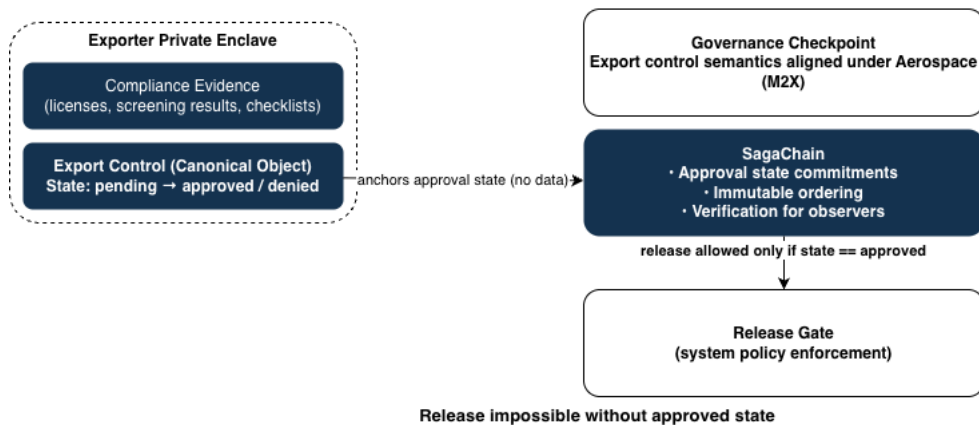 Exporter Private Enclave
Compliance Evidence
(licenses, screening results, checklists)
Export Control (Canonical Object)
State: pending → approved / denied
anchors approval state (no data)
Governance Checkpoint
Export control semantics aligned under Aerospace
(M2X)
SagaChain
· Approval state commitments
· Immutable ordering
· Verification for observers
release allowed only if state == approved
Release Gate
(system policy enforcement)
Release impossible without approved state